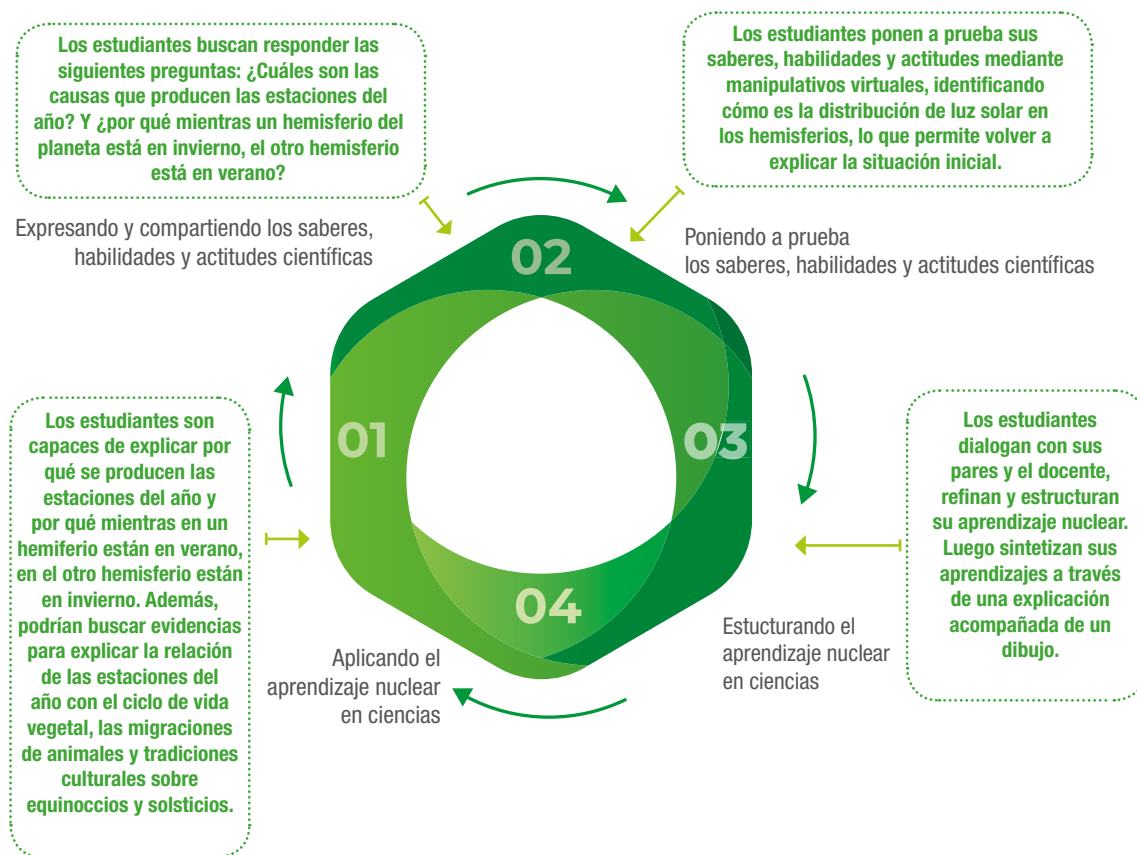 Los estudiantes buscan responder las
siguientes preguntas: ¿Cuáles son las
causas que producen las estaciones del
año? Y ¿por qué mientras un hemisferio del
planeta está en invierno, el otro hemisferio
está en verano?
Expresando y compartiendo los saberes,
habilidades y actitudes científicas
Los estudiantes ponen a prueba sus
saberes, habilidades y actitudes mediante
manipulativos virtuales, identificando
cómo es la distribución de luz solar en
los hemisferios, lo que permite volver a
explicar la situación inicial.
Poniendo a prueba
los saberes, habilidades y actitudes científicas
02
01
03
04
Los estudiantes
dialogan con sus
pares y el docente,
refinan y estructuran
su aprendizaje nuclear.
Luego sintetizan sus
aprendizajes a través
de una explicación
acompañada de un
dibujo.
Estucturando el
aprendizaje nuclear
en ciencias
Aplicando el
aprendizaje nuclear
en ciencias
Los estudiantes son
capaces de explicar por
qué se producen las
estaciones del año y
por qué mientras en un
hemiferio están en verano,
en el otro hemisferio están
en invierno. Además,
podrían buscar evidencias
para explicar la relación
de las estaciones del
año con el ciclo de vida
vegetal, las migraciones
de animales y tradiciones
culturales sobre
equinoccios y solsticios.